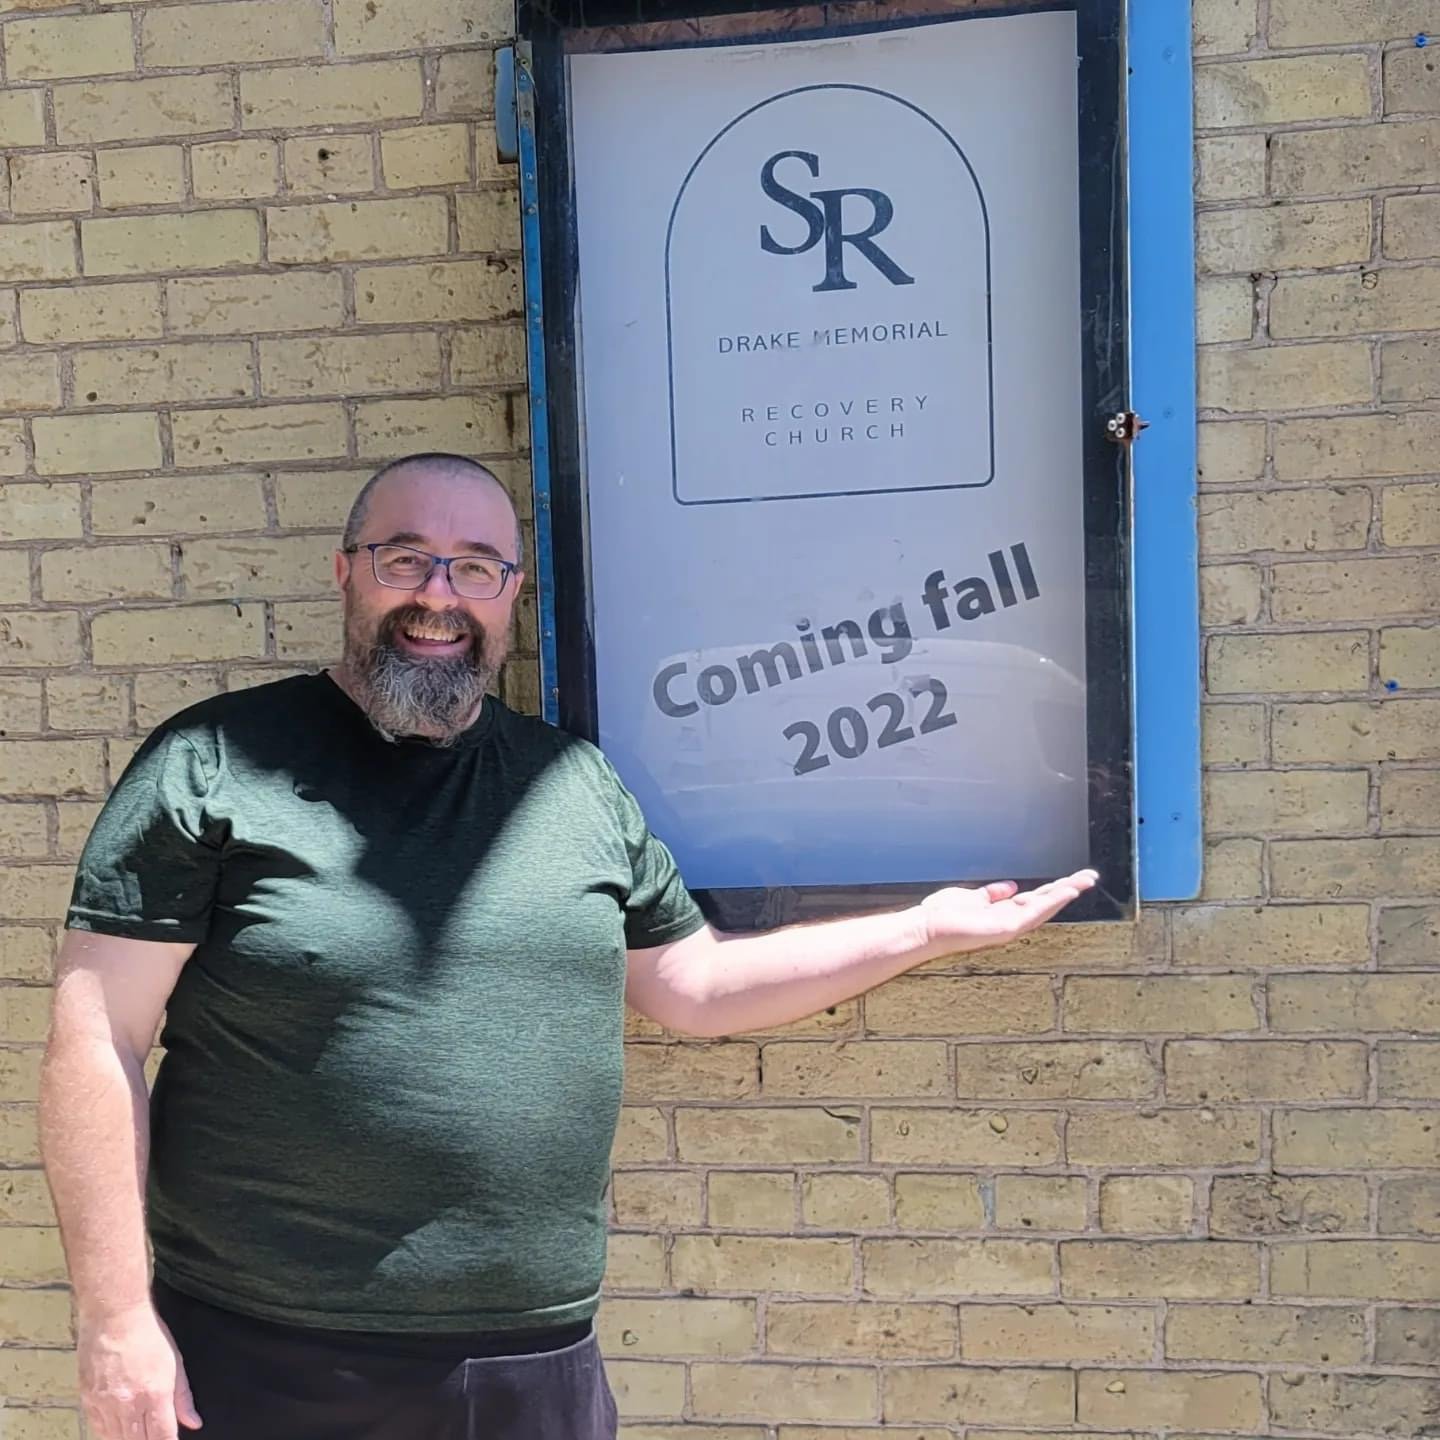 SR
DRAKE MEMORIAL
RECOVERY
CHURCH
Coming fall
2022